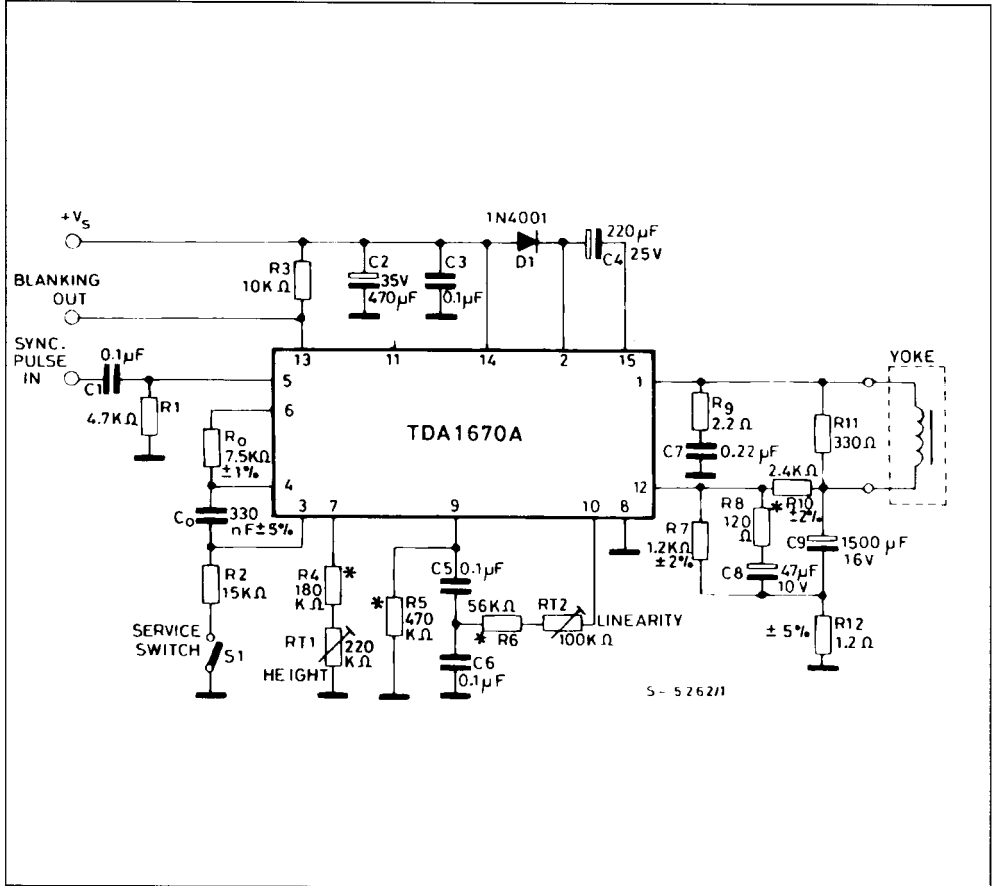 +Vs
BLANKING
OUT
SYNC.
PULSE
IN
R3
10KΩ
C2
35V
470µF
C3
0.1µF
1N4001
D1
220µF
C4
25V
0.1µF
C1
4.7KΩ
R1
13
11
14
2
15
5
6
4
3
7
9
10
8
1
12
TDA1670A
Ro
7.5KΩ
±1%
Co
330
nF±5%
R2
15KΩ
SERVICE
SWITCH
S1
R4 *
180
KΩ
RT1
220
KΩ
HEIGHT
* R5
470
KΩ
C5
0.1µF
56KΩ
* R6
C6
0.1µF
RT2
100KΩ
LINEARITY
R9
2.2Ω
C7
0.22µF
R11
330Ω
YOKE
2.4KΩ
R10
±2%
R8 *
120
Ω
R7
1.2KΩ
±2%
C8
47µF
10V
C9
1500µF
16V
±5%
R12
1.2Ω
S-5262/1